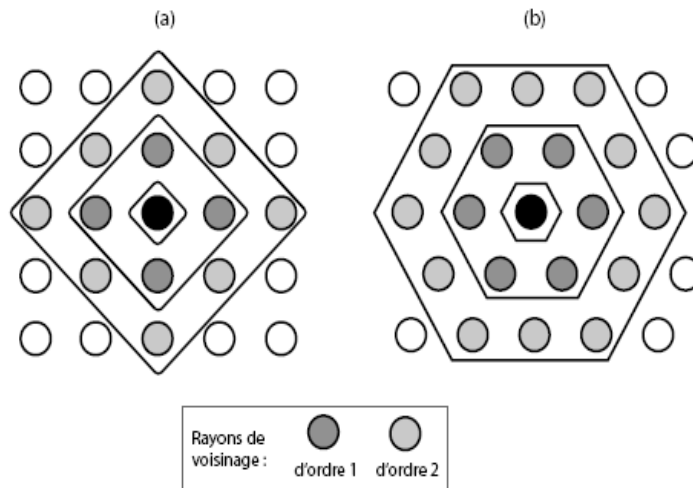 (a)
(b)
Rayons de
voisinage :
d'ordre 1
d'ordre 2